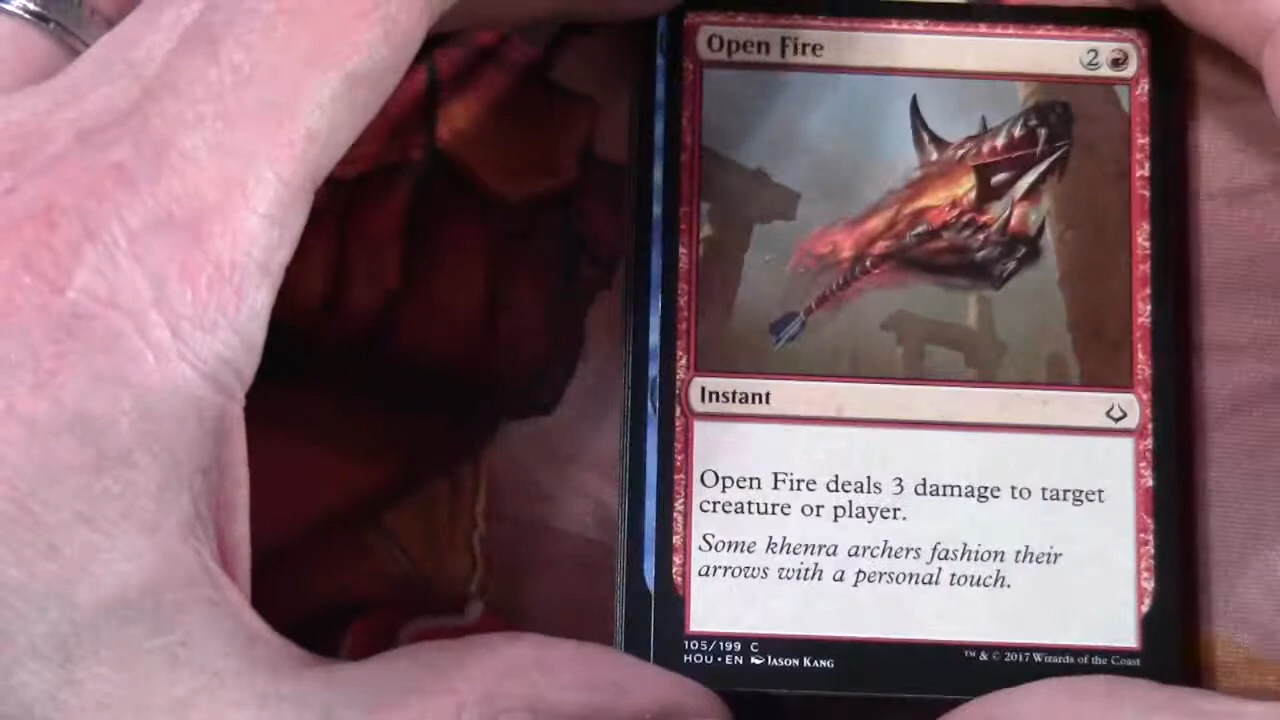 Open Fire
2
Instant
Open Fire deals 3 damage to target
creature or player.
Some khenra archers fashion their
arrows with a personal touch.
105/199 C
HOU • EN Jason Kang
™ & © 2017 Wizards of the Coast